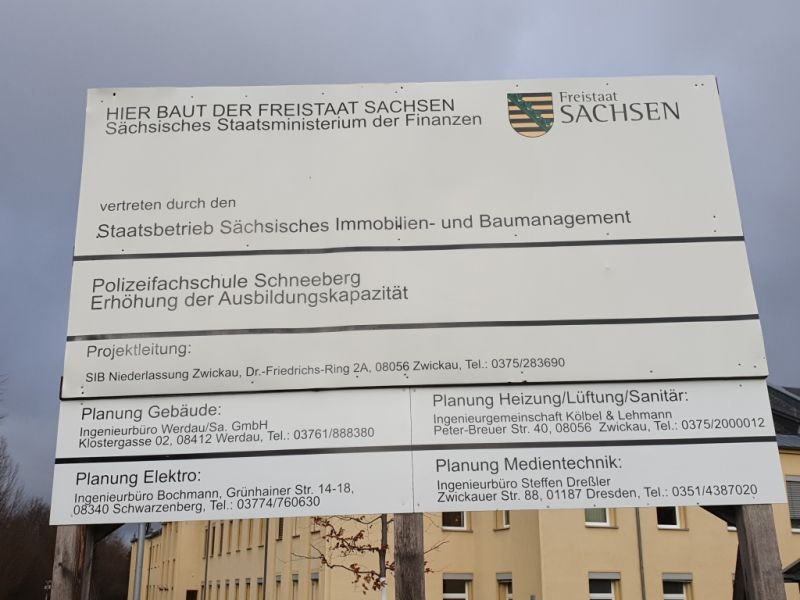 HIER BAUT DER FREISTAAT SACHSEN
Sächsisches Staatsministerium der Finanzen
Freistaat
SACHSEN
vertreten durch den
Staatsbetrieb Sächsisches Immobilien- und Baumanagement
Polizeifachschule Schneeberg
Erhöhung der Ausbildungskapazität
Projektleitung:
SIB Niederlassung Zwickau, Dr.-Friedrichs-Ring 2A, 08056 Zwickau, Tel.: 0375/283690
Planung Gebäude:
Ingenieurbüro Werdau/Sa. GmbH
Klostergasse 02, 08412 Werdau, Tel.: 03761/888380
Planung Heizung/Lüftung/Sanitär:
Ingenieurgemeinschaft Kölbel & Lehmann
Peter-Breuer Str. 40, 08056 Zwickau, Tel.: 0375/2000012
Planung Elektro:
Ingenieurbüro Bochmann, Grünhainer Str. 14-18,
08340 Schwarzenberg, Tel.: 03774/760630
Planung Medientechnik:
Ingenieurbüro Steffen Dreßler
Zwickauer Str. 88, 01187 Dresden, Tel.: 0351/4387020